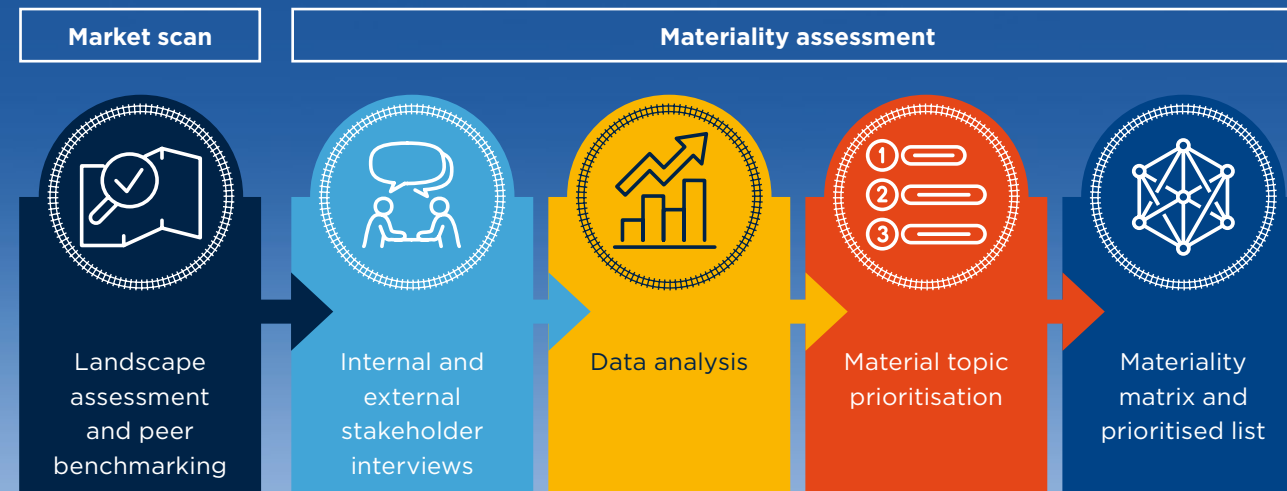 Market scan
Materiality assessment
1
2
3
Landscape
assessment
and peer
benchmarking
Internal and
external
stakeholder
interviews
Data analysis
Material topic
prioritisation
Materiality
matrix and
prioritised list